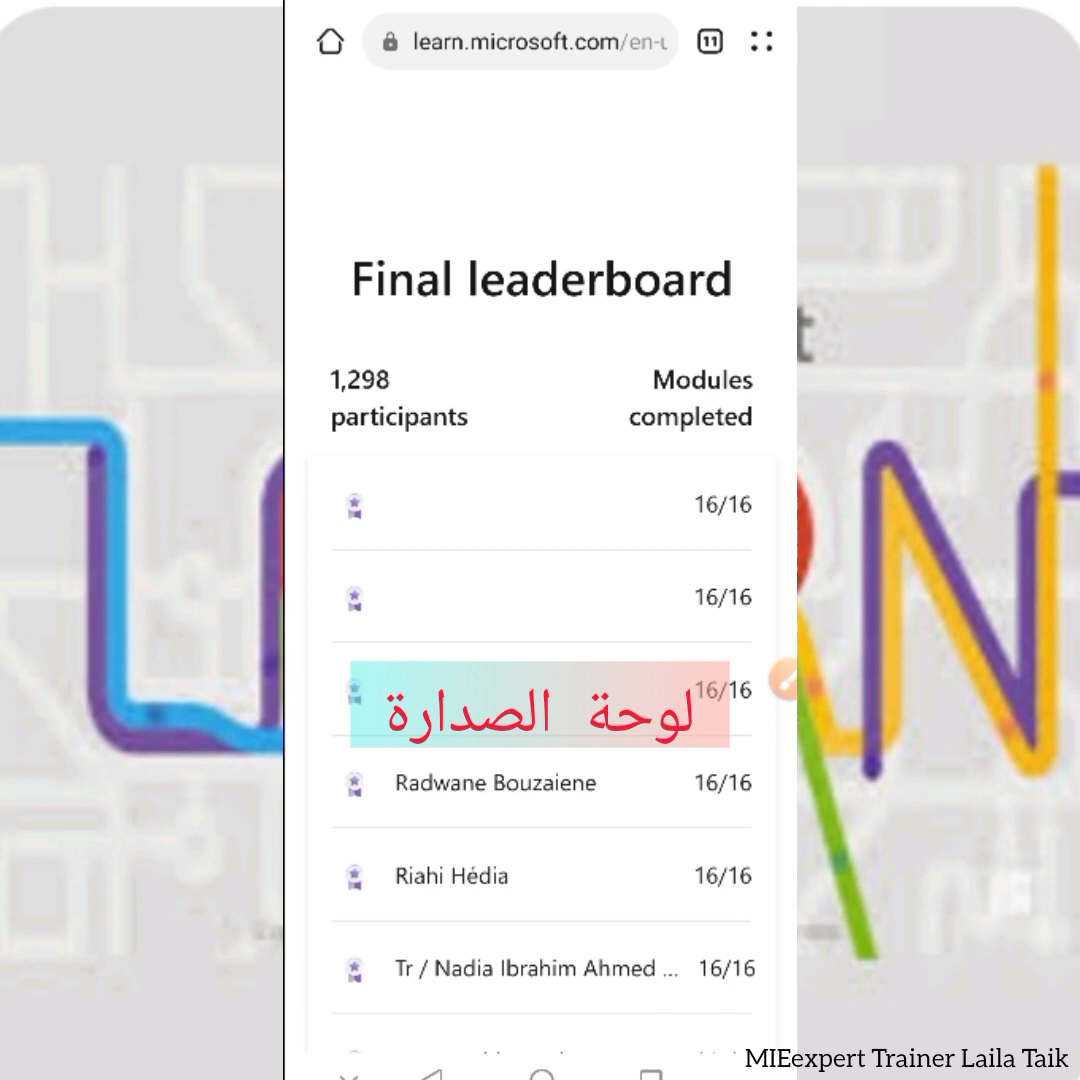 11
learn.microsoft.com/en-u
Final leaderboard
1,298 participants
Modules completed
16/16
16/16
16/16
لوحة الصدارة
Radwane Bouzaiene 16/16
Riahi Hédia 16/16
Tr / Nadia Ibrahim Ahmed ... 16/16
MIEexpert Trainer Laila Taik